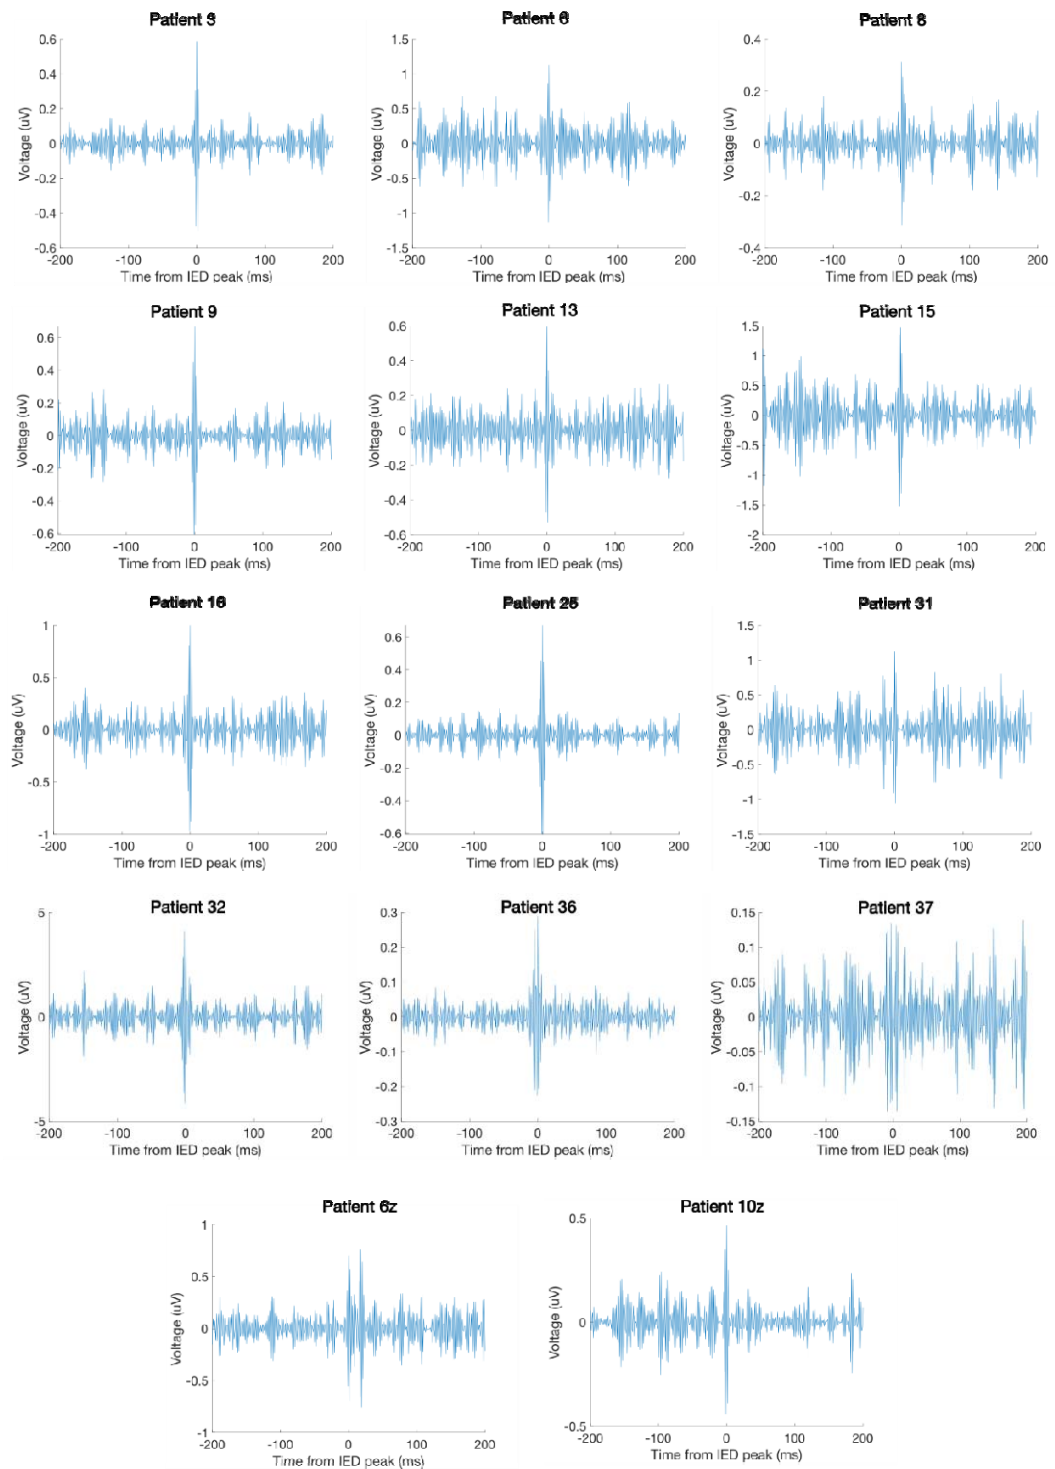 Patient 3
Patient 6
Patient 8
0.6
0.4
0.2
0
-0.2
-0.4
-0.6
-200 -100 0 100 200
Voltage (uV)
Time from IED peak (ms)
1.5
1
0.5
0
-0.5
-1
-1.5
-200 -100 0 100 200
Voltage (uV)
Time from IED peak (ms)
0.4
0.2
0
-0.2
-0.4
-200 -100 0 100 200
Voltage (uV)
Time from IED peak (ms)
Patient 9
Patient 13
Patient 15
0.6
0.4
0.2
0
-0.2
-0.4
-0.6
-200 -100 0 100 200
Voltage (uV)
Time from IED peak (ms)
0.6
0.4
0.2
0
-0.2
-0.4
-0.6
-200 -100 0 100 200
Voltage (uV)
Time from IED peak (ms)
1.5
1
0.5
0
-0.5
-1
-1.5
-2
-200 -100 0 100 200
Voltage (uV)
Time from IED peak (ms)
Patient 16
Patient
Patient 31
1
0.5
0
-0.5
-1
-200 -100 0 100 200
Voltage (uV)
Time from IED peak (ms)
0.6
0.4
0.2
0
-0.2
-0.4
-0.6
-200 -100 0 100 200
Voltage (uV)
Time from IED peak (ms)
1.5
1
0.5
0
-0.5
-1
-1.5
-200 -100 0 100 200
Voltage (uV)
Time from IED peak (ms)
Patient 32
Patient 36
Patient 37
5
0
-5
-200 -100 0 100 200
Voltage (uV)
Time from IED peak (ms)
0.3
0.2
0.1
0
-0.1
-0.2
-0.3
-200 -100 0 100 200
Voltage (uV)
Time from IED peak (ms)
0.15
0.1
0.05
0
-0.05
-0.1
-0.15
-200 -100 0 100 200
Voltage (uV)
Time from IED peak (ms)
Patient 6z
Patient 10z
1
0.5
0
-0.5
-1
-200 -100 0 100 200
Voltage (uV)
Time from IED peak (ms)
0.5
0
-0.5
-200 -100 0 100 200
Voltage (uV)
Time from IED peak (ms)